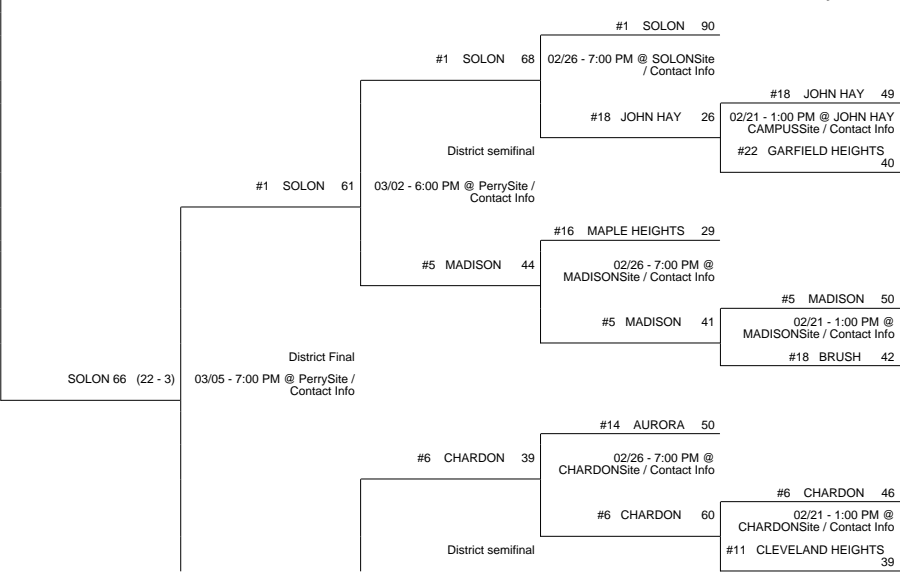 #1 SOLON 90
#1 SOLON 68
02/26 - 7:00 PM @ SOLONSite
/ Contact Info
#18 JOHN HAY 49
#18 JOHN HAY 26
02/21 - 1:00 PM @ JOHN HAY
CAMPUSSite / Contact Info
District semifinal
#22 GARFIELD HEIGHTS
40
#1 SOLON 61
03/02 - 6:00 PM @ PerrySite /
Contact Info
#16 MAPLE HEIGHTS 29
#5 MADISON 44
02/26 - 7:00 PM @
MADISONSite / Contact Info
#5 MADISON 50
#5 MADISON 41
02/21 - 1:00 PM @
MADISONSite / Contact Info
District Final
#18 BRUSH 42
SOLON 66 (22 - 3)
03/05 - 7:00 PM @ PerrySite /
Contact Info
#14 AURORA 50
#6 CHARDON 39
02/26 - 7:00 PM @
CHARDONSite / Contact Info
#6 CHARDON 46
#6 CHARDON 60
02/21 - 1:00 PM @
CHARDONSite / Contact Info
District semifinal
#11 CLEVELAND HEIGHTS
39